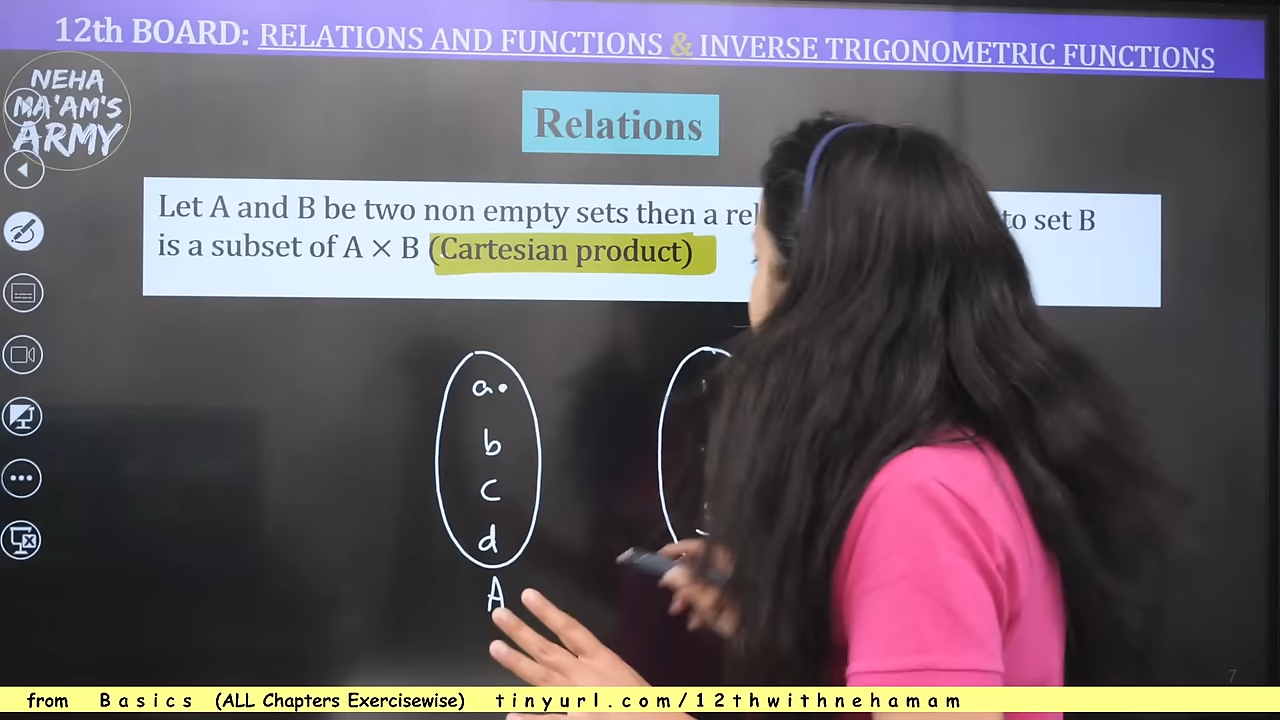 12th BOARD: RELATIONS AND FUNCTIONS & INVERSE TRIGONOMETRIC FUNCTIONS
NEHA
MA'AM'S
ARMY
Relations
Let A and B be two non empty sets then a to set B
is a subset of A × B (Cartesian product)
a
b
c
d
A
7
from Basics (ALL Chapters Exercisewise) tinyurl.com/12thwithnehamam